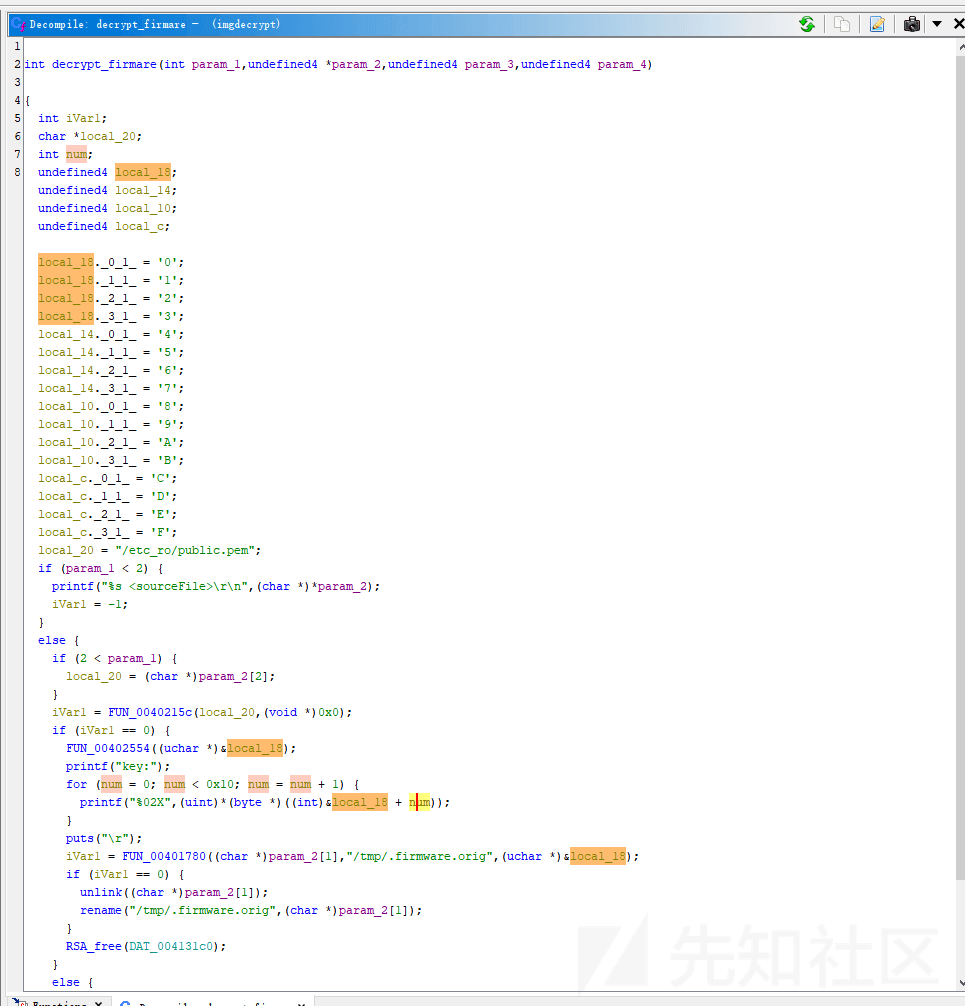 Decompile: decrypt_firmare - (imgdecrypt)
1
2 int decrypt_firmare(int param_1,undefined4 *param_2,undefined4 param_3,undefined4 param_4)
3
4 {
5 int iVar1;
6 char *local_20;
7 int num;
8 undefined4 local_18;
undefined4 local_14;
undefined4 local_10;
undefined4 local_c;
local_18._0_1_ = '0';
local_18._1_1_ = '1';
local_18._2_1_ = '2';
local_18._3_1_ = '3';
local_14._0_1_ = '4';
local_14._1_1_ = '5';
local_14._2_1_ = '6';
local_14._3_1_ = '7';
local_10._0_1_ = '8';
local_10._1_1_ = '9';
local_10._2_1_ = 'A';
local_10._3_1_ = 'B';
local_c._0_1_ = 'C';
local_c._1_1_ = 'D';
local_c._2_1_ = 'E';
local_c._3_1_ = 'F';
local_20 = "/etc_ro/public.pem";
if (param_1 < 2) {
printf("%s <sourceFile>\r\n",(char *)*param_2);
iVar1 = -1;
}
else {
if (2 < param_1) {
local_20 = (char *)param_2[2];
}
iVar1 = FUN_0040215c(local_20,(void *)0x0);
if (iVar1 == 0) {
FUN_00402554((uchar *)&local_18);
printf("key:");
for (num = 0; num < 0x10; num = num + 1) {
printf("%02X",(uint)*(byte *)((int)&local_18 + num));
}
puts("\r");
iVar1 = FUN_00401780((char *)param_2[1],"/tmp/.firmware.orig",(uchar *)&local_18);
if (iVar1 == 0) {
unlink((char *)param_2[1]);
rename("/tmp/.firmware.orig",(char *)param_2[1]);
}
RSA_free(DAT_004131c0);
}
else {
先知社区